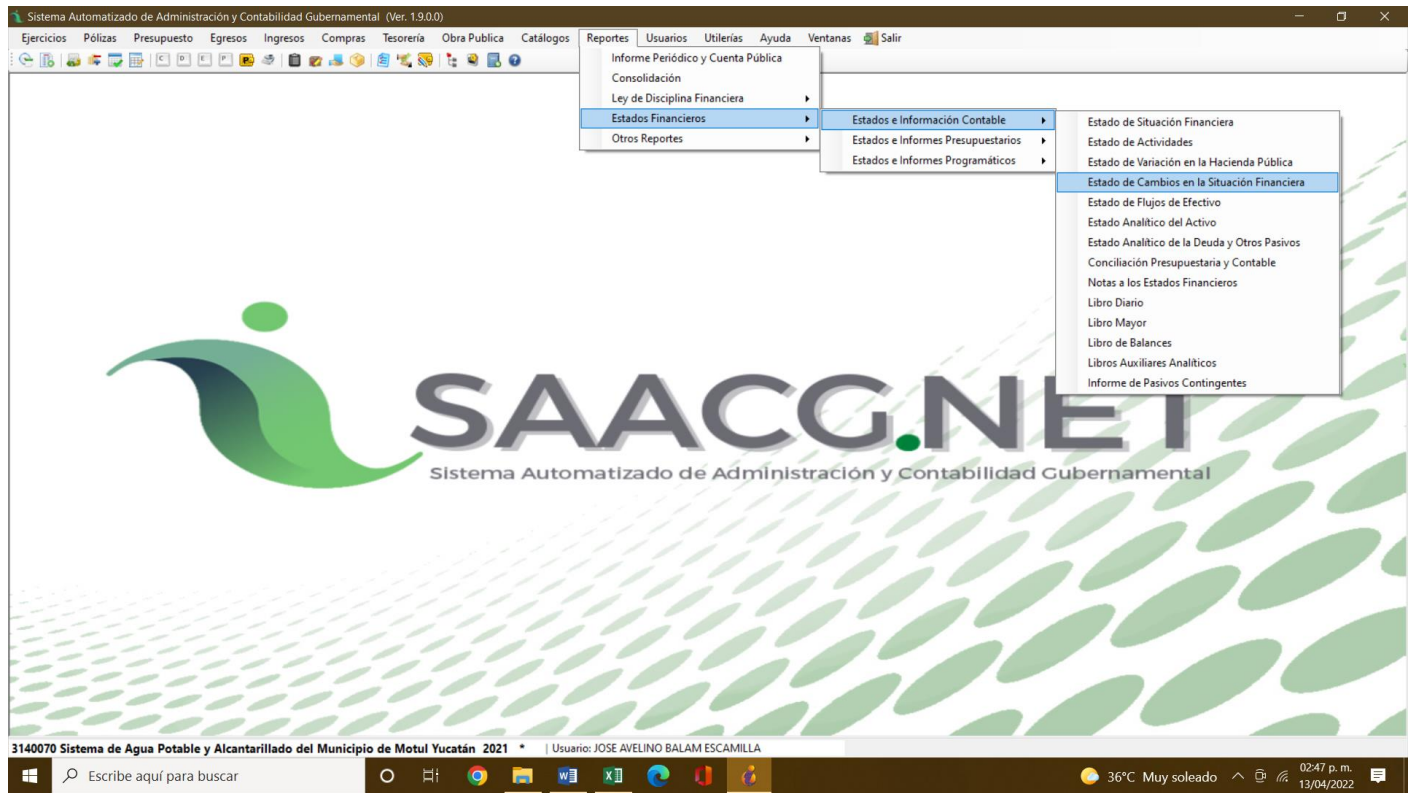 Sistema Automatizado de Administración y Contabilidad Gubernamental (Ver. 1.9.0.0)
Ejercicios Pólizas Presupuesto Egresos Ingresos Compras Tesorería Obra Publica Catálogos Reportes Usuarios Utilerías Ayuda Ventanas Salir
Informe Periódico y Cuenta Pública
Consolidación
Ley de Disciplina Financiera
Estados Financieros
Otros Reportes
Estados e Información Contable
Estados e Informes Presupuestarios
Estados e Informes Programáticos
Estado de Situación Financiera
Estado de Actividades
Estado de Variación en la Hacienda Pública
Estado de Cambios en la Situación Financiera
Estado de Flujos de Efectivo
Estado Analítico del Activo
Estado Analítico de la Deuda y Otros Pasivos
Conciliación Presupuestaria y Contable
Notas a los Estados Financieros
Libro Diario
Libro Mayor
Libro de Balances
Libros Auxiliares Analíticos
Informe de Pasivos Contingentes
SAACG.NET
Sistema Automatizado de Administración y Contabilidad Gubernamental
3140070 Sistema de Agua Potable y Alcantarillado del Municipio de Motul Yucatán 2021 * | Usuario: JOSE AVELINO BALAM ESCAMILLA
Escribe aquí para buscar
36°C Muy soleado
02:47 p. m.
13/04/2022